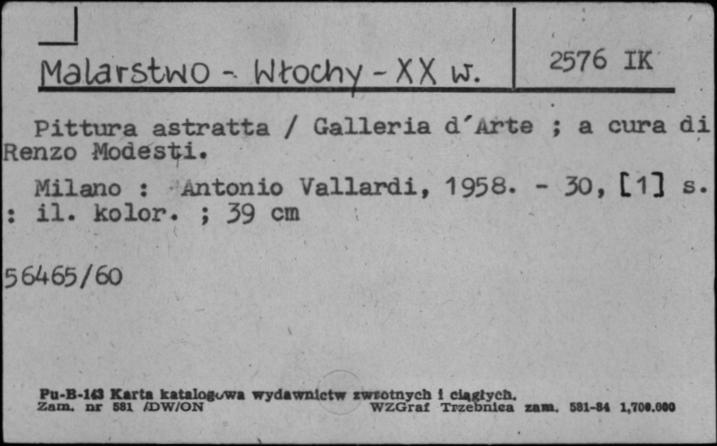 Malarstwo - Włochy - XX w.
2576 IK
Pittura astratta / Galleria d'Arte ; a cura di
Renzo Modesti.
Milano : Antonio Vallardi, 1958. - 30, [1] s.
: il. kolor. ; 39 cm
56465/60
Pu-B-143 Karta katalogowa wydawnictw zwrotnych i ciągłych.
Zam. nr 581 /DW/ON WZGraf Trzebnica zam. 581-84 1,700.000